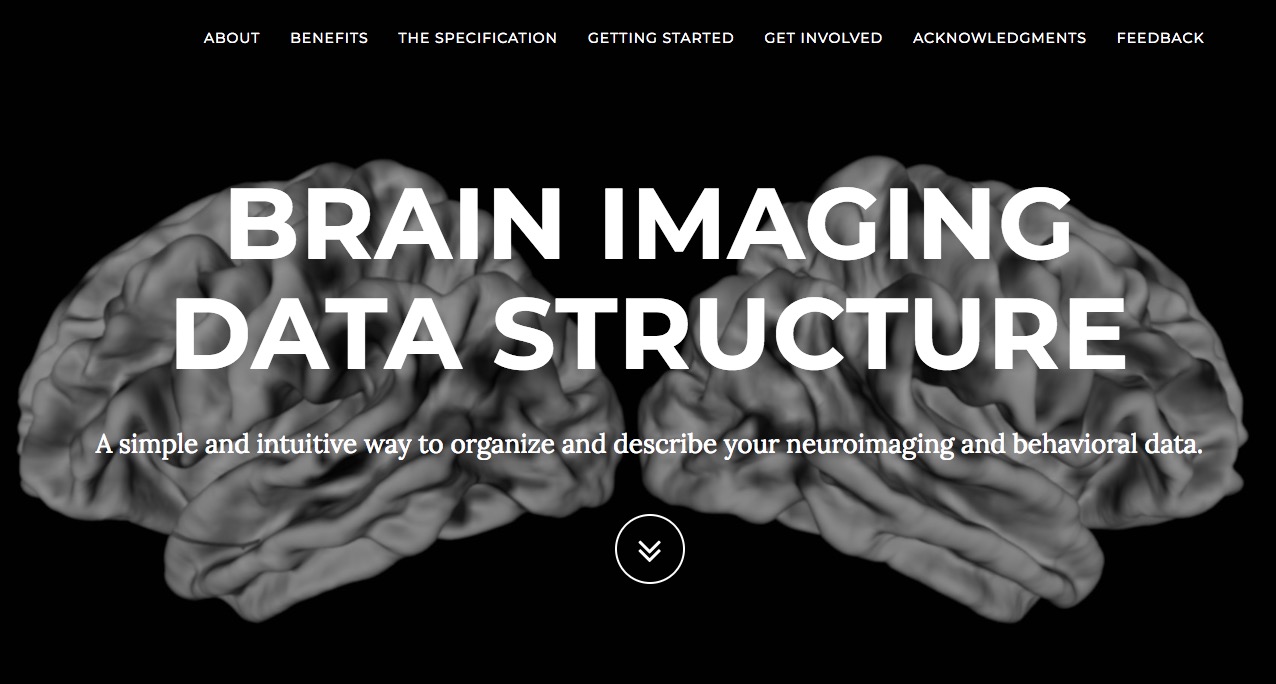 ABOUT BENEFITS THE SPECIFICATION GETTING STARTED GET INVOLVED ACKNOWLEDGMENTS FEEDBACK
BRAIN IMAGING
DATA STRUCTURE
A simple and intuitive way to organize and describe your neuroimaging and behavioral data.